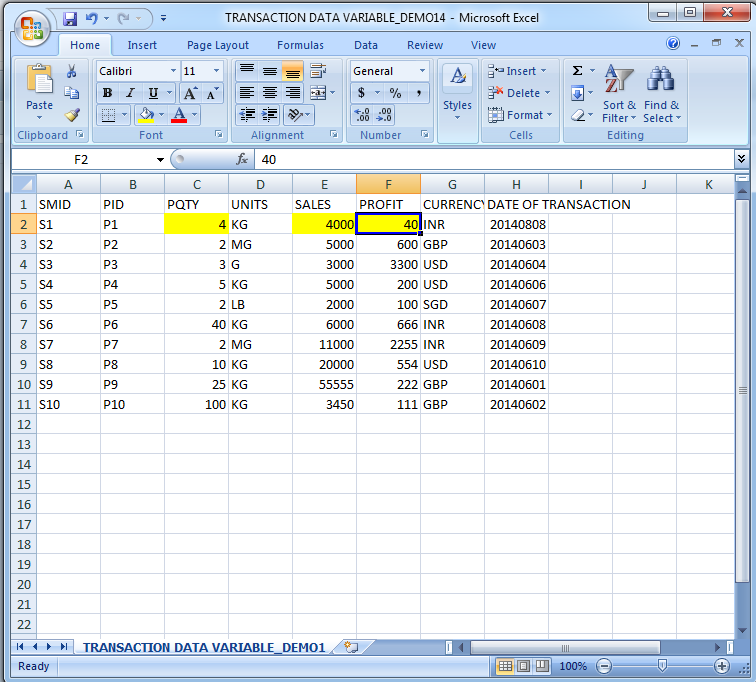 TRANSACTION DATA VARIABLE_DEMO14 - Microsoft Excel
Home Insert Page Layout Formulas Data Review View
Paste
Clipboard
Calibri 11
B I U A A
A
Font
Alignment
General
$ % ,
.00 .0
Number
A
Styles
Insert
Delete
Format
Cells
Σ
Sort & Filter
Find & Select
Editing
F2 fx 40
A B C D E F G H I J K
1 SMID PID PQTY UNITS SALES PROFIT CURRENCY DATE OF TRANSACTION
2 S1 P1 4 KG 4000 40 INR 20140808
3 S2 P2 2 MG 5000 600 GBP 20140603
4 S3 P3 3 G 3000 3300 USD 20140604
5 S4 P4 5 KG 5000 200 USD 20140606
6 S5 P5 2 LB 2000 100 SGD 20140607
7 S6 P6 40 KG 6000 666 INR 20140608
8 S7 P7 2 MG 11000 2255 INR 20140609
9 S8 P8 10 KG 20000 554 USD 20140610
10 S9 P9 25 KG 55555 222 GBP 20140601
11 S10 P10 100 KG 3450 111 GBP 20140602
12
13
14
15
16
17
18
19
20
21
22
TRANSACTION DATA VARIABLE_DEMO1
Ready 100%